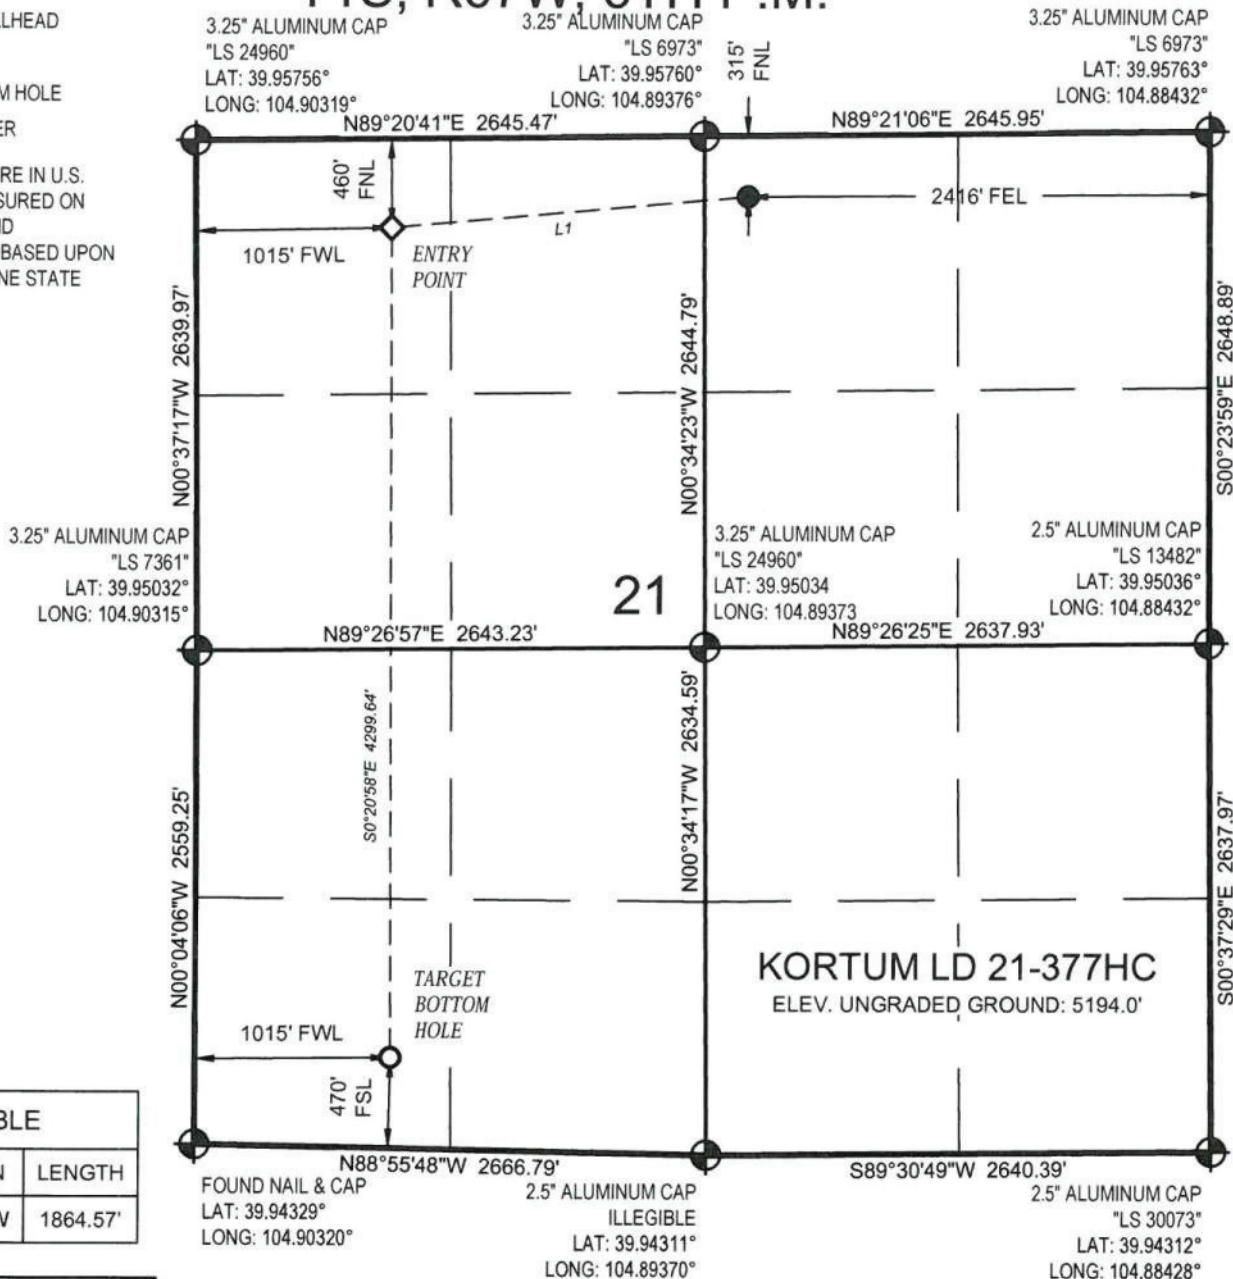 R67W, 6TH P.M.
LHEAD
M HOLE
ER
RE IN U.S.
SURED ON
ND
BASED UPON
NE STATE
3.25" ALUMINUM CAP
"LS 24960"
LAT: 39.95756°
LONG: 104.90319°
3.25" ALUMINUM CAP
"LS 6973"
LAT: 39.95760°
LONG: 104.89376°
315'
FNL
3.25" ALUMINUM CAP
"LS 6973"
LAT: 39.95763°
LONG: 104.88432°
N89°20'41"E 2645.47'
N89°21'06"E 2645.95'
460'
FNL
2416' FEL
L1
1015' FWL
ENTRY
POINT
N00°37'17"W 2639.97'
N00°34'23"W 2644.79'
S00°23'59"E 2648.89'
3.25" ALUMINUM CAP
"LS 7361"
LAT: 39.95032°
LONG: 104.90315°
21
3.25" ALUMINUM CAP
"LS 24960"
LAT: 39.95034
LONG: 104.89373
2.5" ALUMINUM CAP
"LS 13482"
LAT: 39.95036°
LONG: 104.88432°
N89°26'57"E 2643.23'
N89°26'25"E 2637.93'
S0°20'58"E 4299.64'
N00°04'06"W 2559.25'
N00°34'17"W 2634.59'
S00°37'29"E 2637.97'
KORTUM LD 21-377HC
ELEV. UNGRADED GROUND: 5194.0'
TARGET
BOTTOM
HOLE
1015' FWL
470'
FSL
N88°55'48"W 2666.79'
S89°30'49"W 2640.39'
BLE
N LENGTH
W 1864.57'
FOUND NAIL & CAP
LAT: 39.94329°
LONG: 104.90320°
2.5" ALUMINUM CAP
ILLEGIBLE
LAT: 39.94311°
LONG: 104.89370°
2.5" ALUMINUM CAP
"LS 30073"
LAT: 39.94312°
LONG: 104.88428°